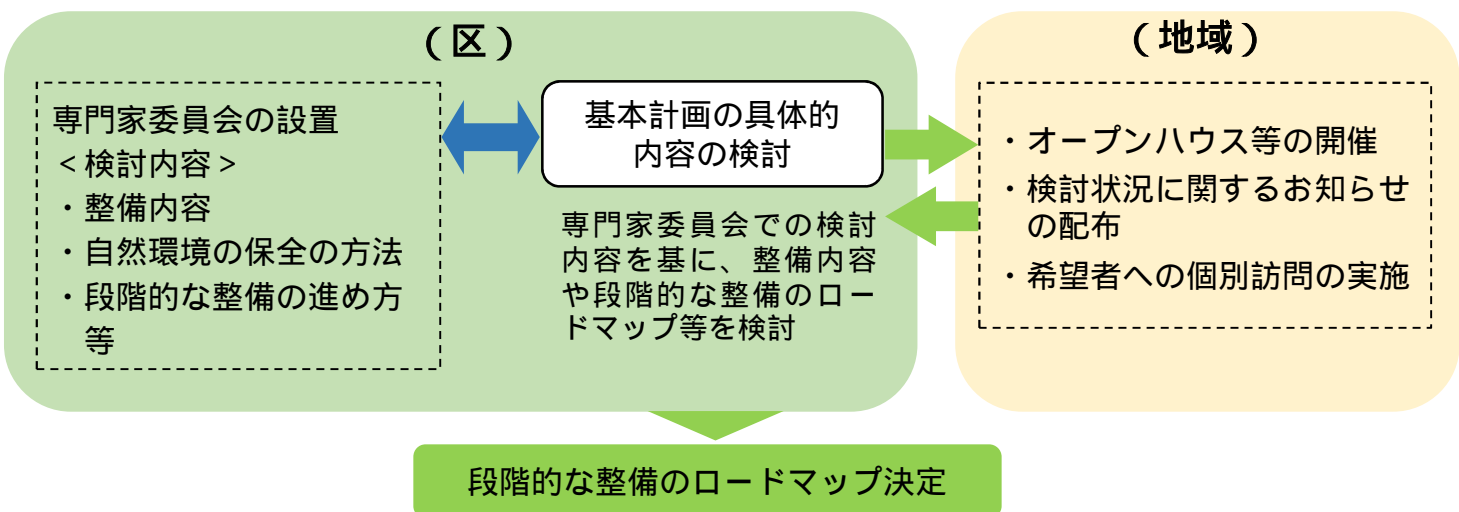 （区）
専門家委員会の設置
＜検討内容＞
・整備内容
・自然環境の保全の方法
・段階的な整備の進め方
等
基本計画の具体的
内容の検討
専門家委員会での検討
内容を基に、整備内容
や段階的な整備のロー
ドマップ等を検討
（地域）
・オープンハウス等の開催
・検討状況に関するお知らせ
の配布
・希望者への個別訪問の実施
段階的な整備のロードマップ決定